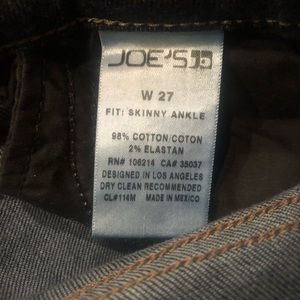 JOE'S
W 27
FIT: SKINNY ANKLE
98% COTTON/COTON
2% ELASTAN
RN# 106214 CA# 35037
DESIGNED IN LOS ANGELES
DRY CLEAN RECOMMENDED
CL#114M MADE IN MEXICO